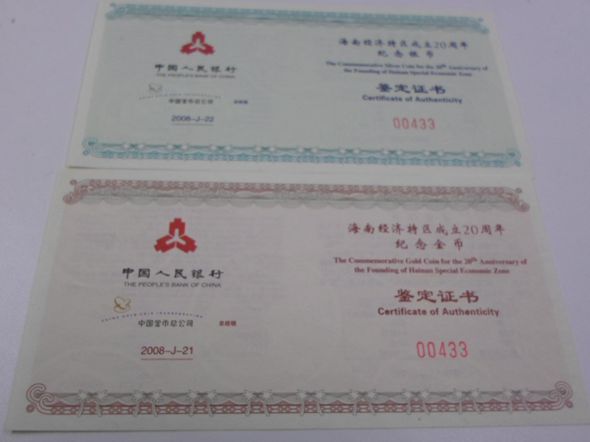 中国人民银行
THE PEOPLE'S BANK OF CHINA
中国金币总公司
2008-J-22
海南经济特区成立20周年
纪念银币
The Commemorative Silver Coin for the 20th Anniversary of
the Founding of Hainan Special Economic Zone
鉴定证书
Certificate of Authenticity
00433
中国人民银行
THE PEOPLE'S BANK OF CHINA
CHINA GOLD COIN INCORPORATION
中国金币总公司
2008-J-21
海南经济特区成立20周年
纪念金币
The Commemorative Gold Coin for the 20th Anniversary of
the Founding of Hainan Special Economic Zone
鉴定证书
Certificate of Authenticity
00433